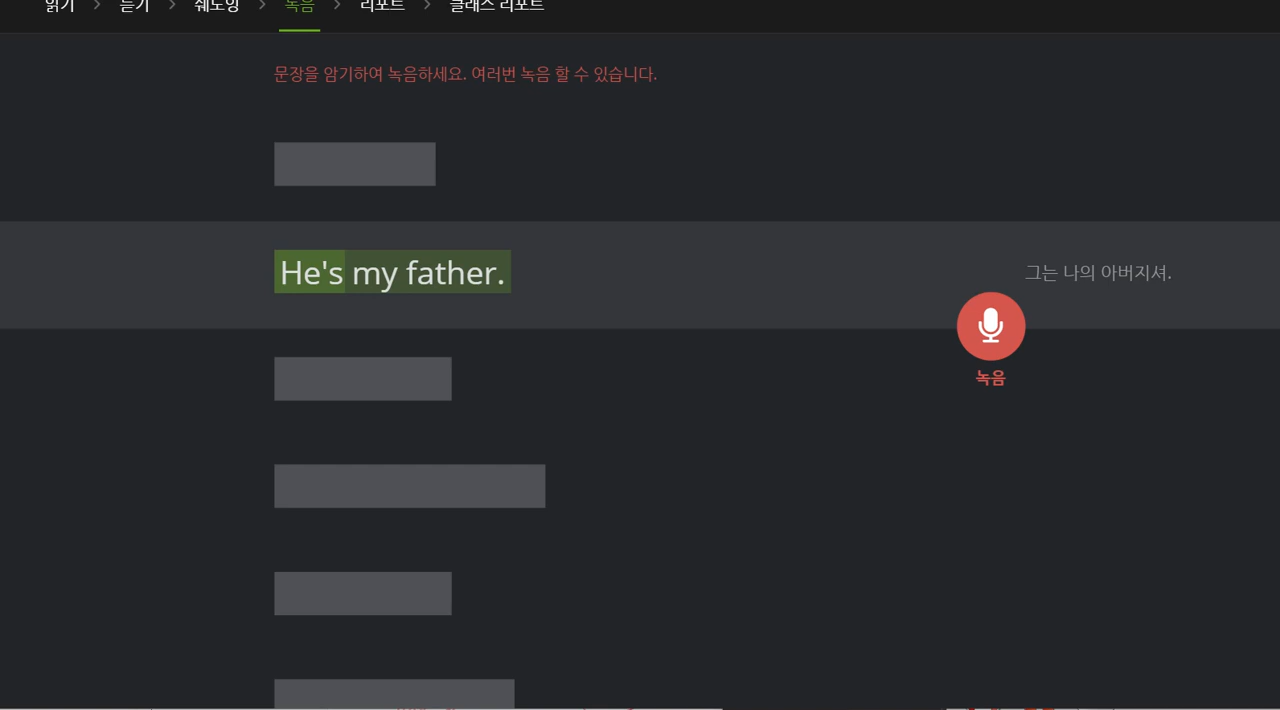 읽기 > 듣기 > 쉐도잉 > 녹음 > 리포트 > 클래스 리포트
문장을 암기하여 녹음하세요. 여러번 녹음 할 수 있습니다.
He's my father.
그는 나의 아버지셔.
녹음